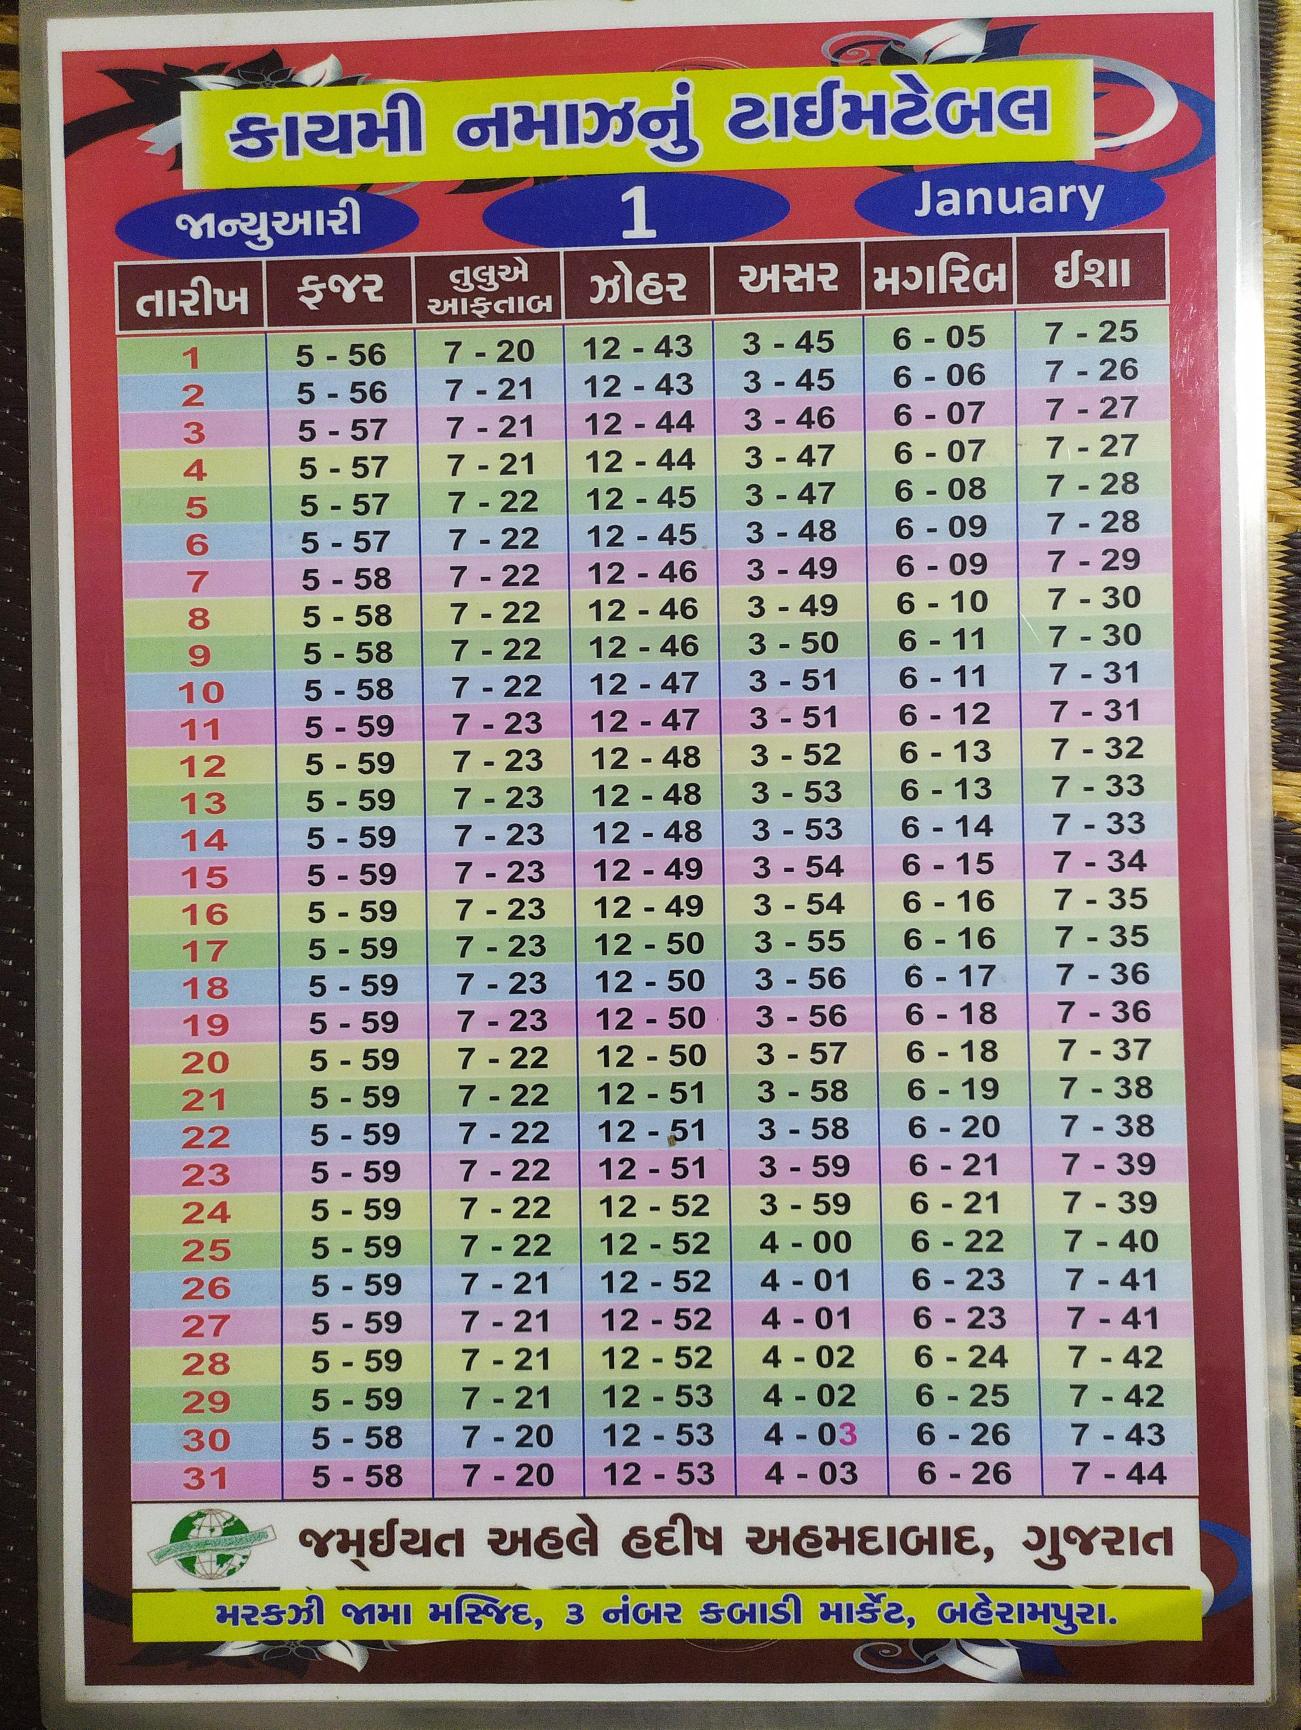 કાયમી નમાઝનું ટાઈમટેબલ
જાન્યુઆરી 1 January
તારીખ ફજર તુલુએ આફતાબ ઝોહર અસર મગરિબ ઈશા
1 5 - 56 7 - 20 12 - 43 3 - 45 6 - 05 7 - 25
2 5 - 56 7 - 21 12 - 43 3 - 45 6 - 06 7 - 26
3 5 - 57 7 - 21 12 - 44 3 - 46 6 - 07 7 - 27
4 5 - 57 7 - 21 12 - 44 3 - 47 6 - 07 7 - 27
5 5 - 57 7 - 22 12 - 45 3 - 47 6 - 08 7 - 28
6 5 - 57 7 - 22 12 - 45 3 - 48 6 - 09 7 - 28
7 5 - 58 7 - 22 12 - 46 3 - 49 6 - 09 7 - 29
8 5 - 58 7 - 22 12 - 46 3 - 49 6 - 10 7 - 30
9 5 - 58 7 - 22 12 - 46 3 - 50 6 - 11 7 - 30
10 5 - 58 7 - 22 12 - 47 3 - 51 6 - 11 7 - 31
11 5 - 59 7 - 23 12 - 47 3 - 51 6 - 12 7 - 31
12 5 - 59 7 - 23 12 - 48 3 - 52 6 - 13 7 - 32
13 5 - 59 7 - 23 12 - 48 3 - 53 6 - 13 7 - 33
14 5 - 59 7 - 23 12 - 48 3 - 53 6 - 14 7 - 33
15 5 - 59 7 - 23 12 - 49 3 - 54 6 - 15 7 - 34
16 5 - 59 7 - 23 12 - 49 3 - 54 6 - 16 7 - 35
17 5 - 59 7 - 23 12 - 50 3 - 55 6 - 16 7 - 35
18 5 - 59 7 - 23 12 - 50 3 - 56 6 - 17 7 - 36
19 5 - 59 7 - 23 12 - 50 3 - 56 6 - 18 7 - 36
20 5 - 59 7 - 22 12 - 50 3 - 57 6 - 18 7 - 37
21 5 - 59 7 - 22 12 - 51 3 - 58 6 - 19 7 - 38
22 5 - 59 7 - 22 12 - 51 3 - 58 6 - 20 7 - 38
23 5 - 59 7 - 22 12 - 51 3 - 59 6 - 21 7 - 39
24 5 - 59 7 - 22 12 - 52 3 - 59 6 - 21 7 - 39
25 5 - 59 7 - 22 12 - 52 4 - 00 6 - 22 7 - 40
26 5 - 59 7 - 21 12 - 52 4 - 01 6 - 23 7 - 41
27 5 - 59 7 - 21 12 - 52 4 - 01 6 - 23 7 - 41
28 5 - 59 7 - 21 12 - 52 4 - 02 6 - 24 7 - 42
29 5 - 59 7 - 21 12 - 53 4 - 02 6 - 25 7 - 42
30 5 - 58 7 - 20 12 - 53 4 - 03 6 - 26 7 - 43
31 5 - 58 7 - 20 12 - 53 4 - 03 6 - 26 7 - 44
જમ્ઈયત અહલે હદીષ અહમદાબાદ, ગુજરાત
મરકઝી જામા મસ્જિદ, ૩ નંબર કબાડી માર્કેટ, બહેરામપુરા.